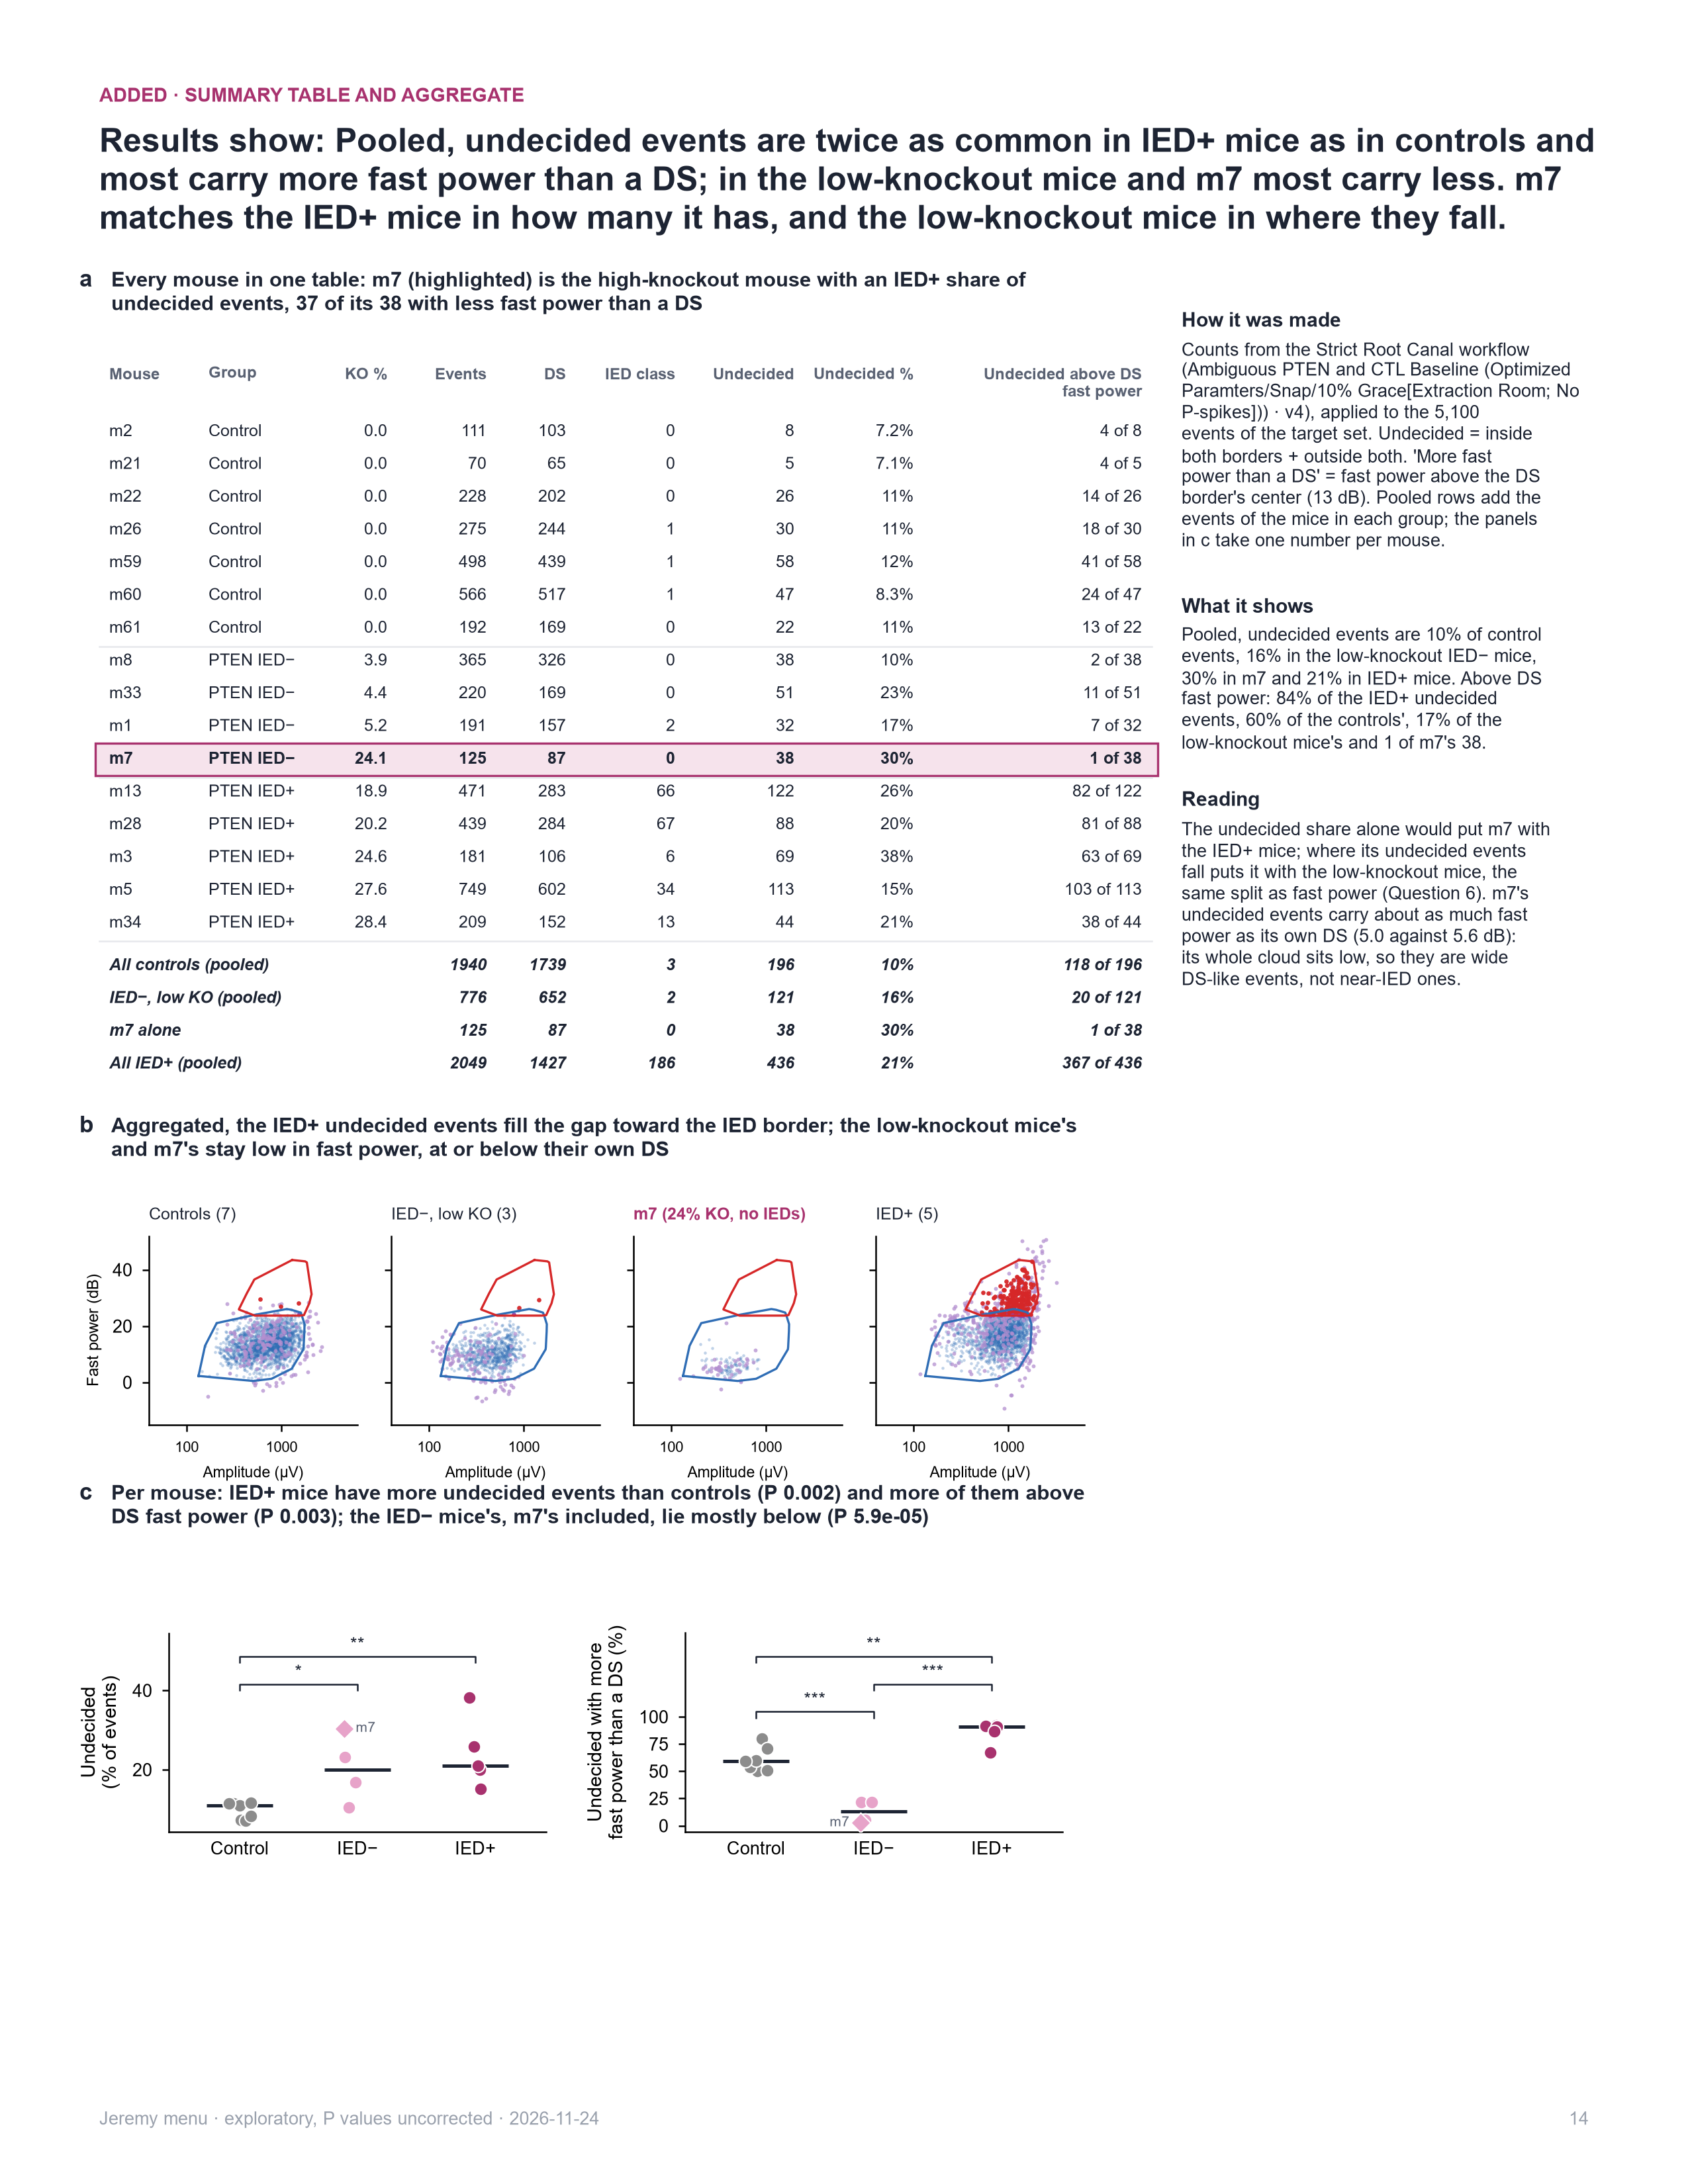 ADDED · SUMMARY TABLE AND AGGREGATE
Results show: Pooled, undecided events are twice as common in IED+ mice as in controls and
most carry more fast power than a DS; in the low-knockout mice and m7 most carry less. m7
matches the IED+ mice in how many it has, and the low-knockout mice in where they fall.
a Every mouse in one table: m7 (highlighted) is the high-knockout mouse with an IED+ share of
undecided events, 37 of its 38 with less fast power than a DS
Mouse Group KO % Events DS IED class Undecided Undecided % Undecided above DS
fast power
m2 Control 0.0 111 103 0 8 7.2% 4 of 8
m21 Control 0.0 70 65 0 5 7.1% 4 of 5
m22 Control 0.0 228 202 0 26 11% 14 of 26
m26 Control 0.0 275 244 1 30 11% 18 of 30
m59 Control 0.0 498 439 1 58 12% 41 of 58
m60 Control 0.0 566 517 1 47 8.3% 24 of 47
m61 Control 0.0 192 169 0 22 11% 13 of 22
m8 PTEN IED− 3.9 365 326 0 38 10% 2 of 38
m33 PTEN IED− 4.4 220 169 0 51 23% 11 of 51
m1 PTEN IED− 5.2 191 157 2 32 17% 7 of 32
m7 PTEN IED− 24.1 125 87 0 38 30% 1 of 38
m13 PTEN IED+ 18.9 471 283 66 122 26% 82 of 122
m28 PTEN IED+ 20.2 439 284 67 88 20% 81 of 88
m3 PTEN IED+ 24.6 181 106 6 69 38% 63 of 69
m5 PTEN IED+ 27.6 749 602 34 113 15% 103 of 113
m34 PTEN IED+ 28.4 209 152 13 44 21% 38 of 44
All controls (pooled) 1940 1739 3 196 10% 118 of 196
IED−, low KO (pooled) 776 652 2 121 16% 20 of 121
m7 alone 125 87 0 38 30% 1 of 38
All IED+ (pooled) 2049 1427 186 436 21% 367 of 436
How it was made
Counts from the Strict Root Canal workflow
(Ambiguous PTEN and CTL Baseline (Optimized
Paramters/Snap/10% Grace[Extraction Room; No
P-spikes])) · v4), applied to the 5,100
events of the target set. Undecided = inside
both borders + outside both. 'More fast
power than a DS' = fast power above the DS
border's center (13 dB). Pooled rows add the
events of the mice in each group; the panels
in c take one number per mouse.
What it shows
Pooled, undecided events are 10% of control
events, 16% in the low-knockout IED− mice,
30% in m7 and 21% in IED+ mice. Above DS
fast power: 84% of the IED+ undecided
events, 60% of the controls', 17% of the
low-knockout mice's and 1 of m7's 38.
Reading
The undecided share alone would put m7 with
the IED+ mice; where its undecided events
fall puts it with the low-knockout mice, the
same split as fast power (Question 6). m7's
undecided events carry about as much fast
power as its own DS (5.0 against 5.6 dB):
its whole cloud sits low, so they are wide
DS-like events, not near-IED ones.
b Aggregated, the IED+ undecided events fill the gap toward the IED border; the low-knockout mice's
and m7's stay low in fast power, at or below their own DS
Controls (7) IED−, low KO (3) m7 (24% KO, no IEDs) IED+ (5)
Fast power (dB)
40
20
0
100 1000 100 1000 100 1000 100 1000
Amplitude (µV) Amplitude (µV) Amplitude (µV) Amplitude (µV)
c Per mouse: IED+ mice have more undecided events than controls (P 0.002) and more of them above
DS fast power (P 0.003); the IED− mice's, m7's included, lie mostly below (P 5.9e-05)
Undecided
(% of events)
40
20
**
*
m7
Control IED− IED+
Undecided with more
fast power than a DS (%)
100
75
50
25
0
**
***
***
m7
Control IED− IED+
Jeremy menu · exploratory, P values uncorrected · 2026-11-24 14